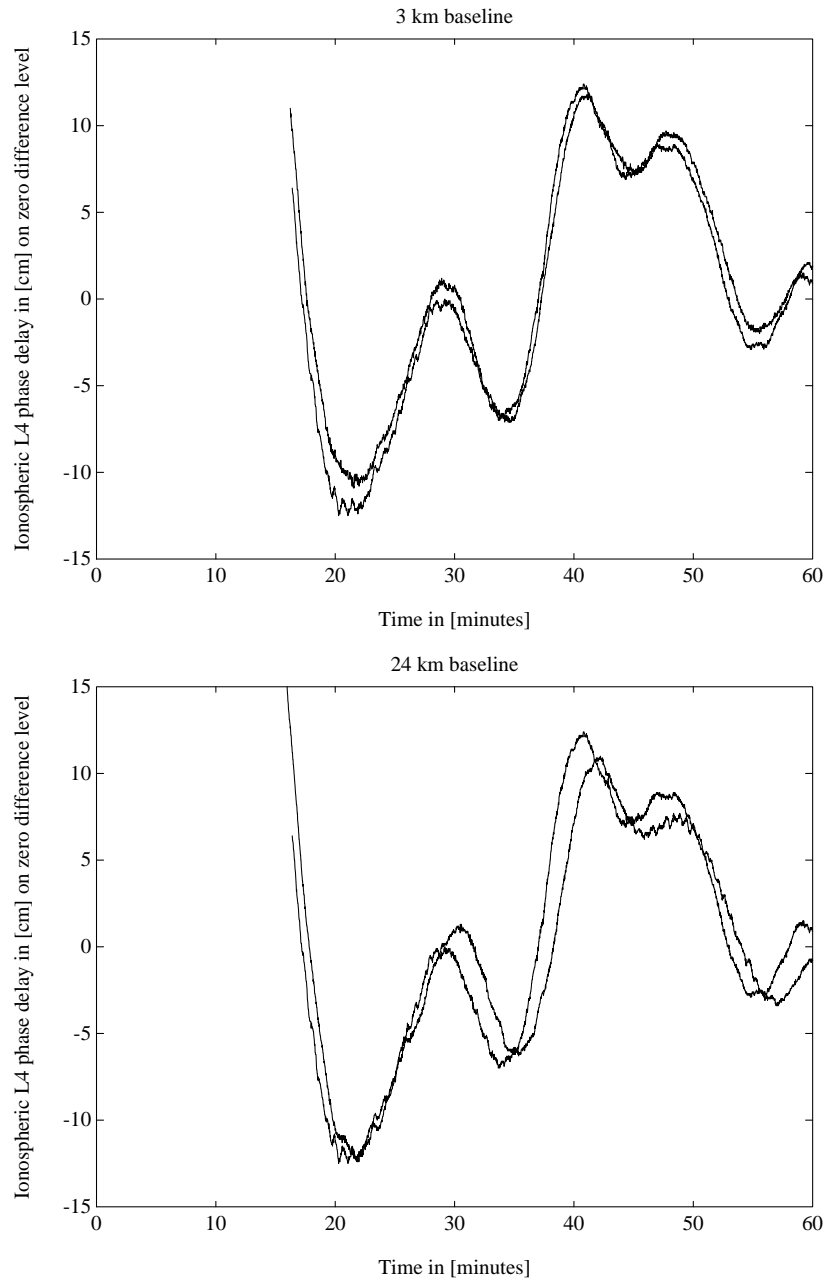 3 km baseline
Ionospheric L4 phase delay in [cm] on zero difference level
15
10
5
0
-5
-10
-15
0 10 20 30 40 50 60
Time in [minutes]
24 km baseline
Ionospheric L4 phase delay in [cm] on zero difference level
15
10
5
0
-5
-10
-15
0 10 20 30 40 50 60
Time in [minutes]